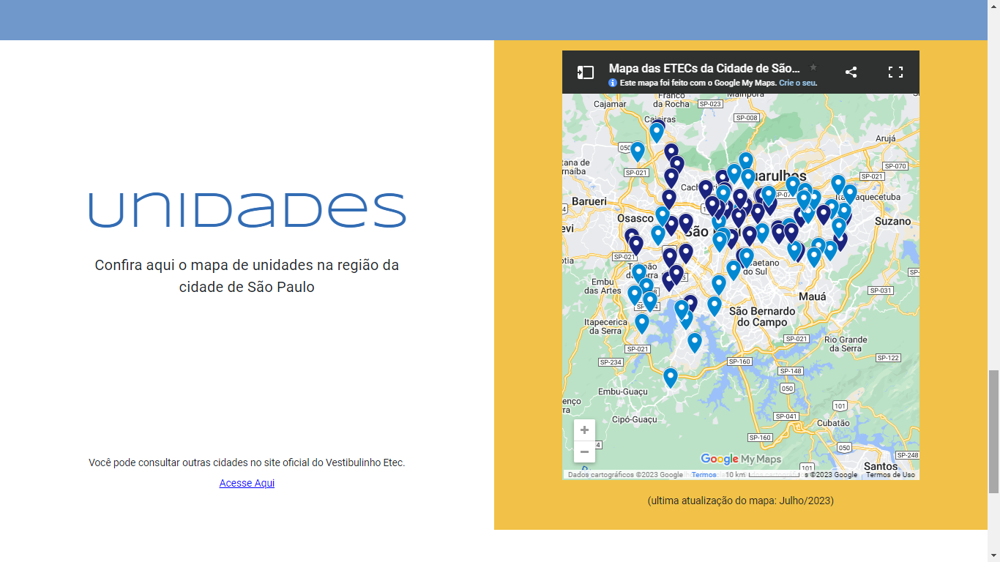 unidades
Confira aqui o mapa de unidades na região da
cidade de São Paulo
Você pode consultar outras cidades no site oficial do Vestibulinho Etec.
Acesse Aqui
Mapa das ETECs da Cidade de São...
Este mapa foi feito com o Google My Maps. Crie o seu.
Cajamar
Franco
da Rocha
SP-023
Mairiporã
SP-008
Caieiras
Arujá
050
SP-070
SP-021
SP-021
Barueri
Osasco
Suzano
SP-021
Embu
das Artes
do Sul
SP-031
Mauá
São Bernardo
do Campo
Itapecerica
da Serra
SP-021
SP-021
Rio Grande
da Serra
SP-234
SP-160
SP-122
SP-148
Embu-Guaçu
050
101
Cipó-Guaçu
SP-041
Cubatão
SP-160
050
SP-248
101
Santos
+
−
Google My Maps
Dados cartográficos ©2023 Google
Termos
10 km
©2023 Google
Termos de Uso
(ultima atualização do mapa: Julho/2023)